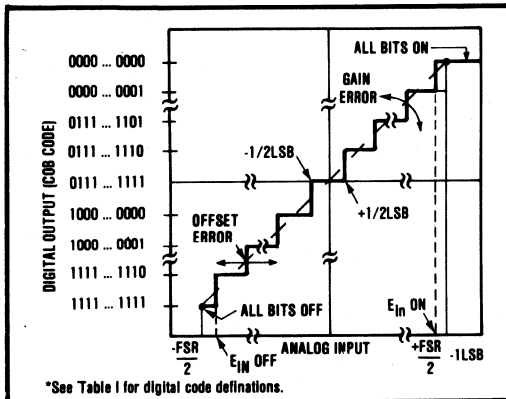 ALL BITS ON
0000 ... 0000
0000 ... 0001
GAIN
ERROR
0111 ... 1101
0111 ... 1110
-1/2LSB
0111 ... 1111
+1/2LSB
1000 ... 0000
OFFSET
ERROR
1000 ... 0001
1111 ... 1110
1111 ... 1111
DIGITAL OUTPUT (COB CODE)
ALL BITS OFF
EIn ON
-FSR
2
EIN OFF
ANALOG INPUT
+FSR
2
-1LSB
*See Table I for digital code definations.